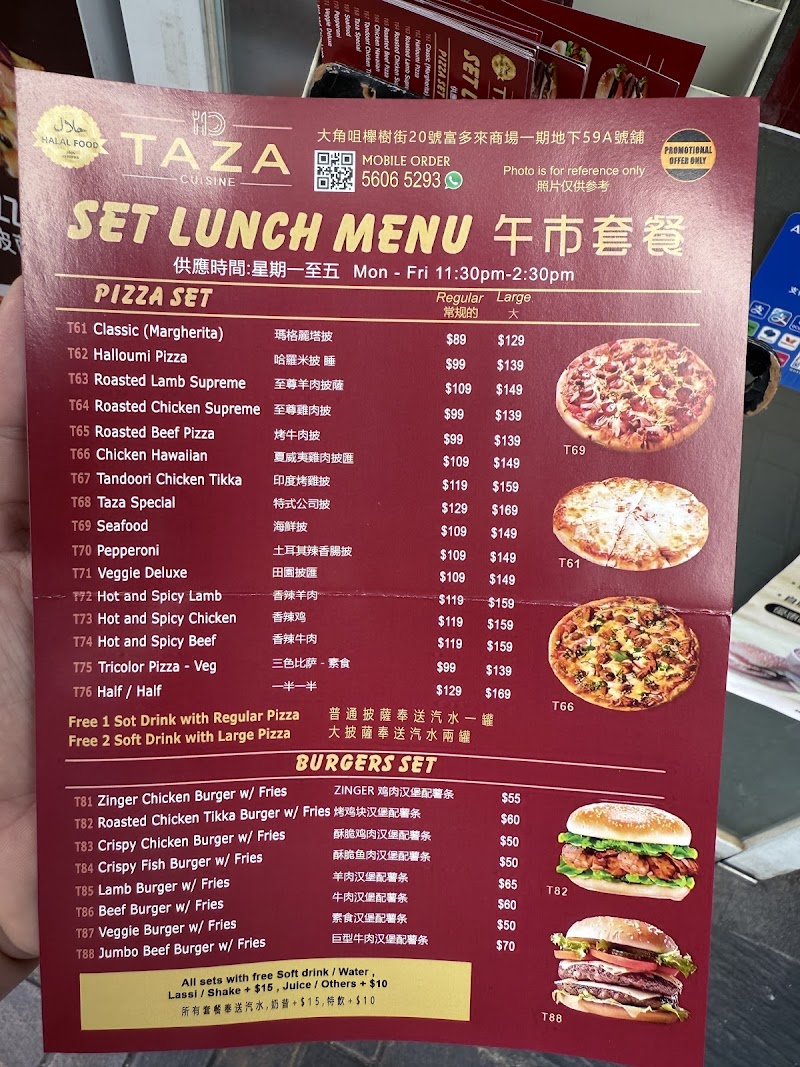 حلال
HALAL FOOD
TAZA
CUISINE
大角咀櫸樹街20號富多來商場一期地下59A號舖
MOBILE ORDER
5606 5293
Photo is for reference only
照片仅供参考
PROMOTIONAL
OFFER ONLY
SET LUNCH MENU 午市套餐
供應時間:星期一至五 Mon - Fri 11:30pm-2:30pm
PIZZA SET Regular Large
常规的 大
T61 Classic (Margherita) 瑪格麗塔披 $89 $129
T62 Halloumi Pizza 哈羅米披 睡 $99 $139
T63 Roasted Lamb Supreme 至尊羊肉披薩 $109 $149
T64 Roasted Chicken Supreme 至尊雞肉披 $99 $139
T65 Roasted Beef Pizza 烤牛肉披 $99 $139
T66 Chicken Hawaiian 夏威夷雞肉披匯 $109 $149
T67 Tandoori Chicken Tikka 印度烤雞披 $119 $159
T68 Taza Special 特式公司披 $129 $169
T69 Seafood 海鮮披 $109 $149
T70 Pepperoni 土耳其辣香腸披 $109 $149
T71 Veggie Deluxe 田園披匯 $109 $149
T72 Hot and Spicy Lamb 香辣羊肉 $119 $159
T73 Hot and Spicy Chicken 香辣鸡 $119 $159
T74 Hot and Spicy Beef 香辣牛肉 $119 $159
T75 Tricolor Pizza - Veg 三色比萨 - 素食 $99 $139
T76 Half / Half 一半一半 $129 $169
T69
T61
T66
Free 1 Sot Drink with Regular Pizza 普通披薩奉送汽水一罐
Free 2 Soft Drink with Large Pizza 大披薩奉送汽水兩罐
BURGERS SET
T81 Zinger Chicken Burger w/ Fries ZINGER 鸡肉汉堡配薯条 $55
T82 Roasted Chicken Tikka Burger w/ Fries 烤鸡块汉堡配薯条 $60
T83 Crispy Chicken Burger w/ Fries 酥脆鸡肉汉堡配薯条 $50
T84 Crispy Fish Burger w/ Fries 酥脆鱼肉汉堡配薯条 $50
T85 Lamb Burger w/ Fries 羊肉汉堡配薯条 $65
T86 Beef Burger w/ Fries 牛肉汉堡配薯条 $60
T87 Veggie Burger w/ Fries 素食汉堡配薯条 $50
T88 Jumbo Beef Burger w/ Fries 巨型牛肉汉堡配薯条 $70
T82
T88
All sets with free Soft drink / Water ,
Lassi / Shake + $15 , Juice / Others + $10
所有套餐奉送汽水,奶昔+$15,特飲+$10